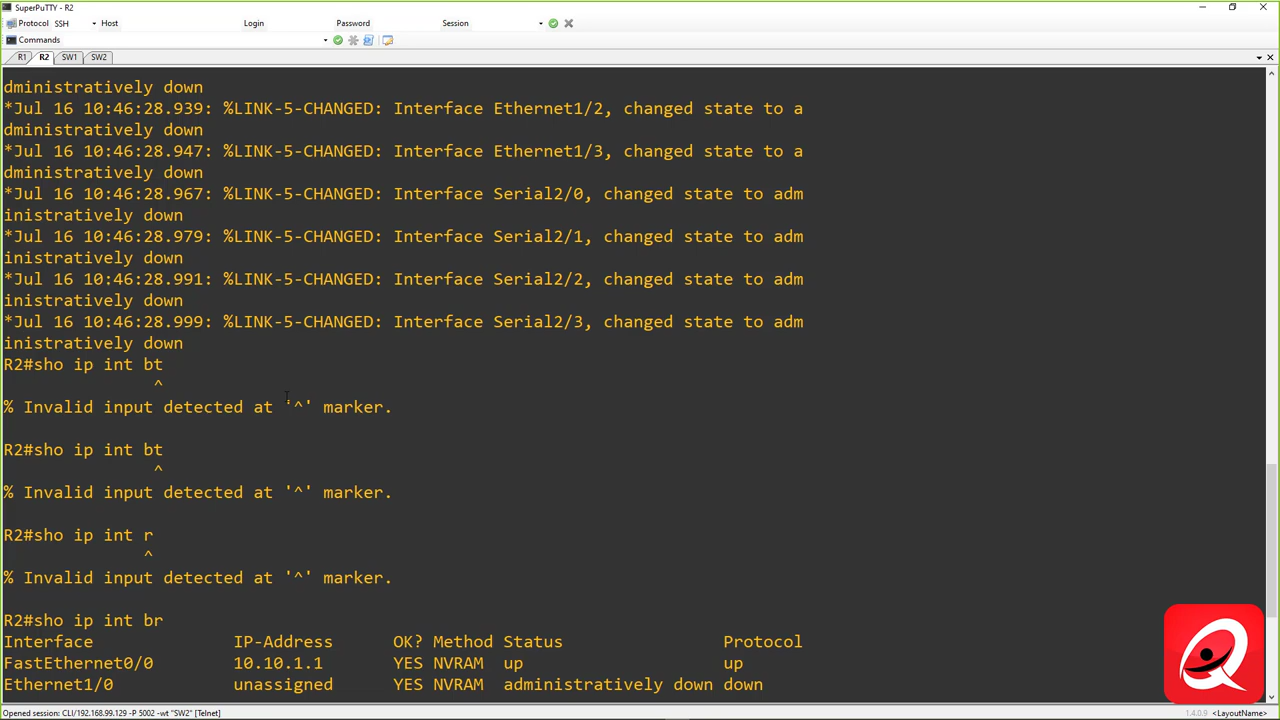 SuperPuTTY - R2
Protocol SSH Host Login Password Session
Commands
R1 R2 SW1 SW2
dministratively down
*Jul 16 10:46:28.939: %LINK-5-CHANGED: Interface Ethernet1/2, changed state to a
dministratively down
*Jul 16 10:46:28.947: %LINK-5-CHANGED: Interface Ethernet1/3, changed state to a
dministratively down
*Jul 16 10:46:28.967: %LINK-5-CHANGED: Interface Serial2/0, changed state to adm
inistratively down
*Jul 16 10:46:28.979: %LINK-5-CHANGED: Interface Serial2/1, changed state to adm
inistratively down
*Jul 16 10:46:28.991: %LINK-5-CHANGED: Interface Serial2/2, changed state to adm
inistratively down
*Jul 16 10:46:28.999: %LINK-5-CHANGED: Interface Serial2/3, changed state to adm
inistratively down
R2#sho ip int bt
^
% Invalid input detected at '^' marker.
R2#sho ip int bt
^
% Invalid input detected at '^' marker.
R2#sho ip int r
^
% Invalid input detected at '^' marker.
R2#sho ip int br
Interface IP-Address OK? Method Status Protocol
FastEthernet0/0 10.10.1.1 YES NVRAM up up
Ethernet1/0 unassigned YES NVRAM administratively down down
Opened session: CLI/192.168.99.129 -P 5002 -wt "SW2" [Telnet] 1.4.0.9 <LayoutName>